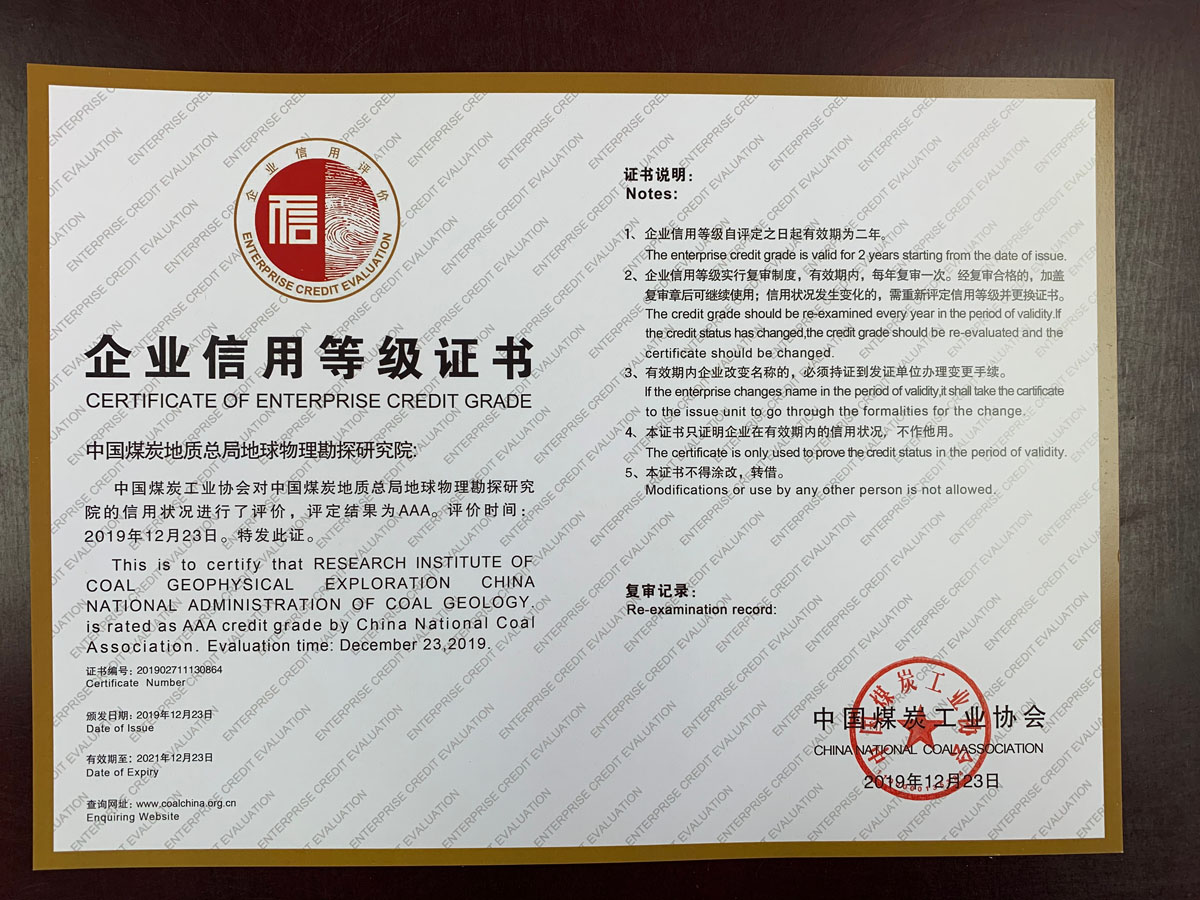 企业信用评价
信
ENTERPRISE CREDIT EVALUATION
企业信用等级证书
CERTIFICATE OF ENTERPRISE CREDIT GRADE
中国煤炭地质总局地球物理勘探研究院:
中国煤炭工业协会对中国煤炭地质总局地球物理勘探研究
院的信用状况进行了评价，评定结果为AAA。评价时间：
2019年12月23日。特发此证。
This is to certify that RESEARCH INSTITUTE OF
COAL GEOPHYSICAL EXPLORATION CHINA
NATIONAL ADMINISTRATION OF COAL GEOLOGY,
is rated as AAA credit grade by China National Coal
Association. Evaluation time: December 23,2019.
证书编号: 201902711130864
Certificate Number
颁发日期: 2019年12月23日
Date of Issue
有效期至: 2021年12月23日
Date of Expiry
查询网址: www.coalchina.org.cn
Enquiring Website
证书说明:
Notes:
1、企业信用等级自评定之日起有效期为二年。
The enterprise credit grade is valid for 2 years starting from the date of issue.
2、企业信用等级实行复审制度，有效期内，每年复审一次。经复审合格的，加盖
复审章后可继续使用；信用状况发生变化的，需重新评定信用等级并更换证书。
The credit grade should be re-examined every year in the period of validity.If
the credit status has changed,the credit grade should be re-evaluated and the
certificate should be changed.
3、有效期内企业改变名称的，必须持证到发证单位办理变更手续。
If the enterprise changes name in the period of validity,it shall take the cartificate
to the issue unit to go through the formalities for the change.
4、本证书只证明企业在有效期内的信用状况，不作他用。
The certificate is only used to prove the credit status in the period of validity.
5、本证书不得涂改，转借。
Modifications or use by any other person is not allowed.
复审记录:
Re-examination record:
中国煤炭工业协会
CHINA NATIONAL COAL ASSOCIATION
2019年12月23日
中国煤炭工业协会